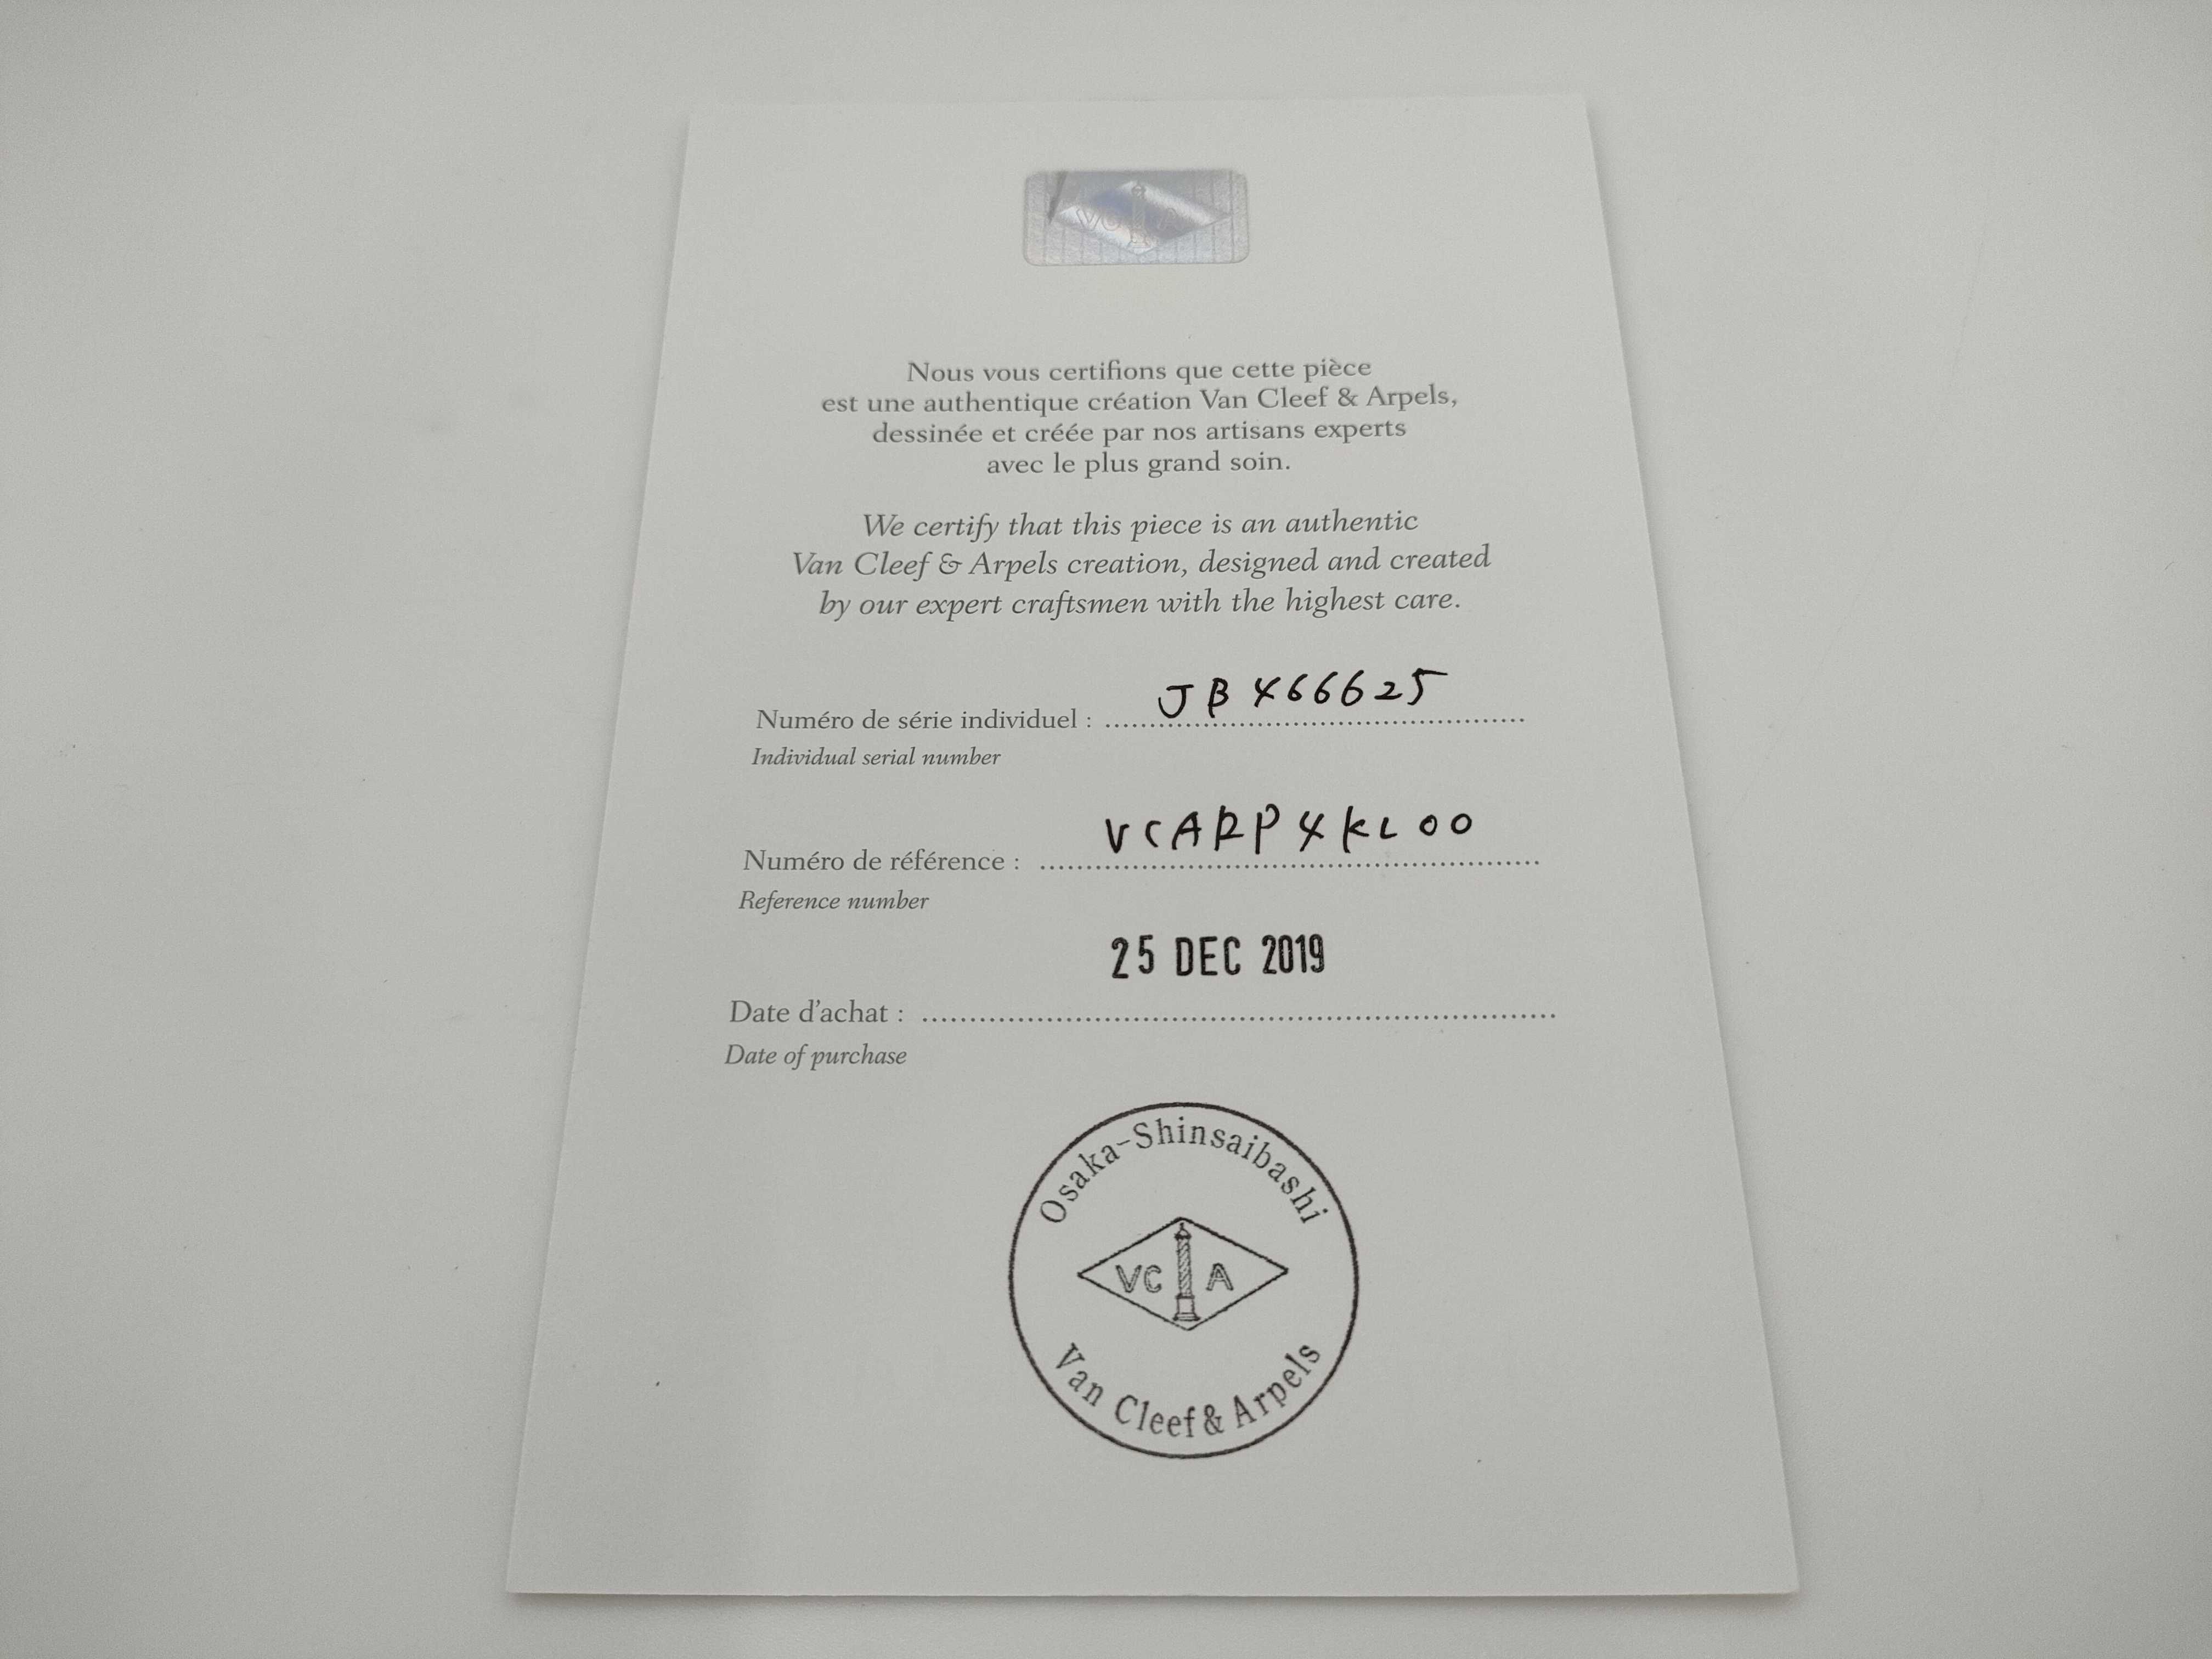 VCA
Nous vous certifions que cette pièce
est une authentique création Van Cleef & Arpels,
dessinée et créée par nos artisans experts
avec le plus grand soin.
We certify that this piece is an authentic
Van Cleef & Arpels creation, designed and created
by our expert craftsmen with the highest care.
Numéro de série individuel : JB466625
Individual serial number
Numéro de référence : VCARP4KL00
Reference number
25 DEC 2019
Date d'achat :
Date of purchase
Osaka-Shinsaibashi
VC A
Van Cleef & Arpels